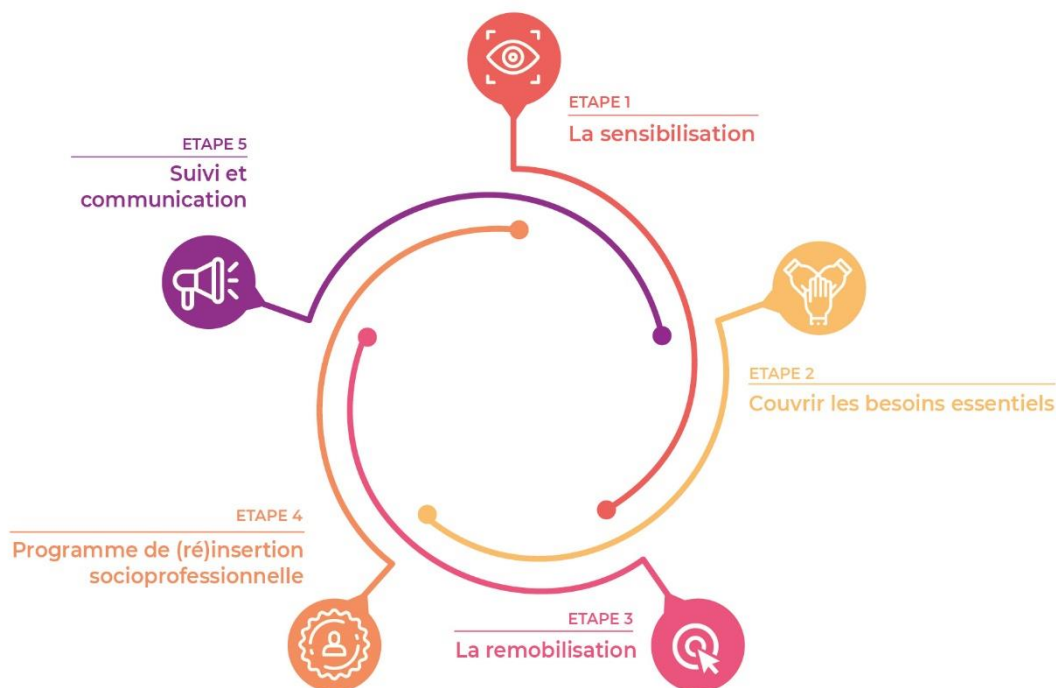 ETAPE 1
La sensibilisation
ETAPE 2
Couvrir les besoins essentiels
ETAPE 3
La remobilisation
ETAPE 4
Programme de (ré)insertion
socioprofessionnelle
ETAPE 5
Suivi et
communication